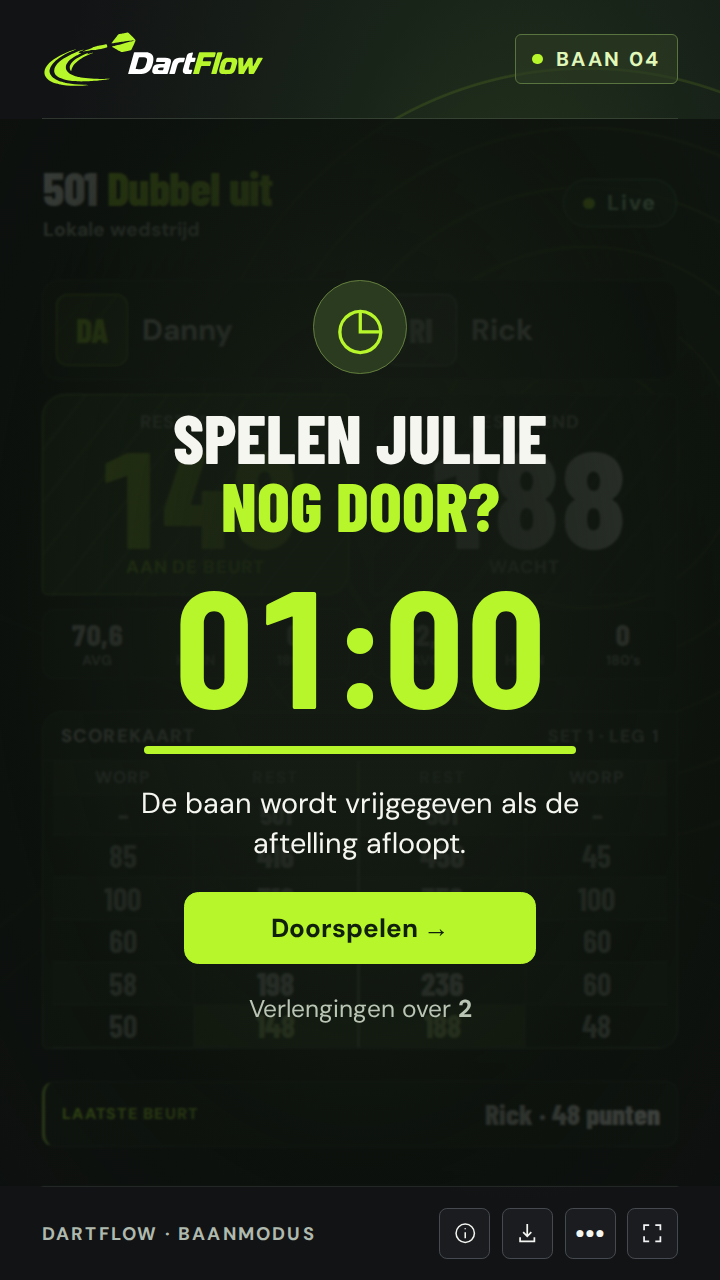 DartFlow
BAAN 04
501 Dubbel uit
Lokale wedstrijd
Live
DA Danny
RI Rick
SPELEN JULLIE
NOG DOOR?
188
AAN DE BEURT
WACHT
01:00
70,6
0
AVG
180's
SCOREKAART
SET 1 · LEG 1
WORP REST REST WORP
De baan wordt vrijgegeven als de
aftelling afloopt.
85 45
100 100
60 60
58 198 236 60
50 148 188 48
Doorspelen →
Verlengingen over 2
LAATSTE BEURT
Rick · 48 punten
DARTFLOW · BAANMODUS